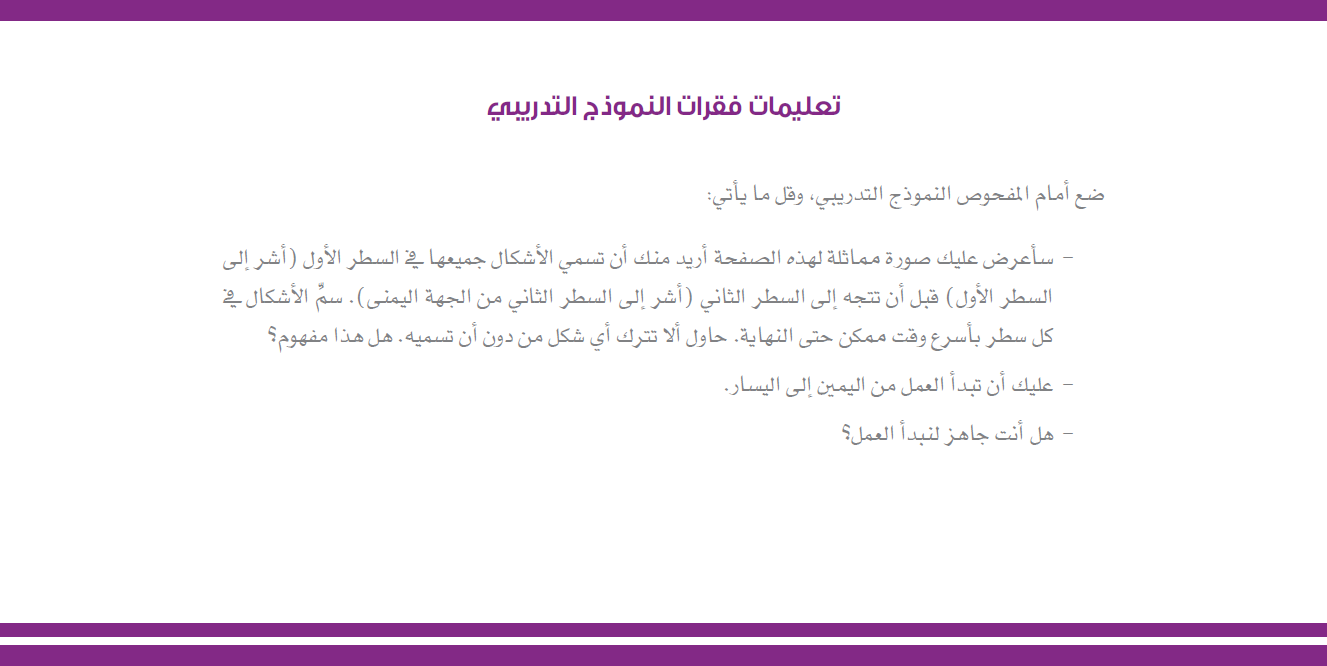 تعليمات فقرات النموذج التدريبي
ضع أمام المفحوص النموذج التدريبي، وقل ما يأتي:
– سأعرض عليك صورة مماثلة لهذه الصفحة أريد منك أن تسمي الأشكال جميعها في السطر الأول (أشر إلى
السطر الأول) قبل أن تتجه إلى السطر الثاني (أشر إلى السطر الثاني من الجهة اليمنى). سمِّ الأشكال في
كل سطر بأسرع وقت ممكن حتى النهاية. حاول ألا تترك أي شكل من دون أن تسميه. هل هذا مفهوم؟
– عليك أن تبدأ العمل من اليمين إلى اليسار.
– هل أنت جاهز لنبدأ العمل؟